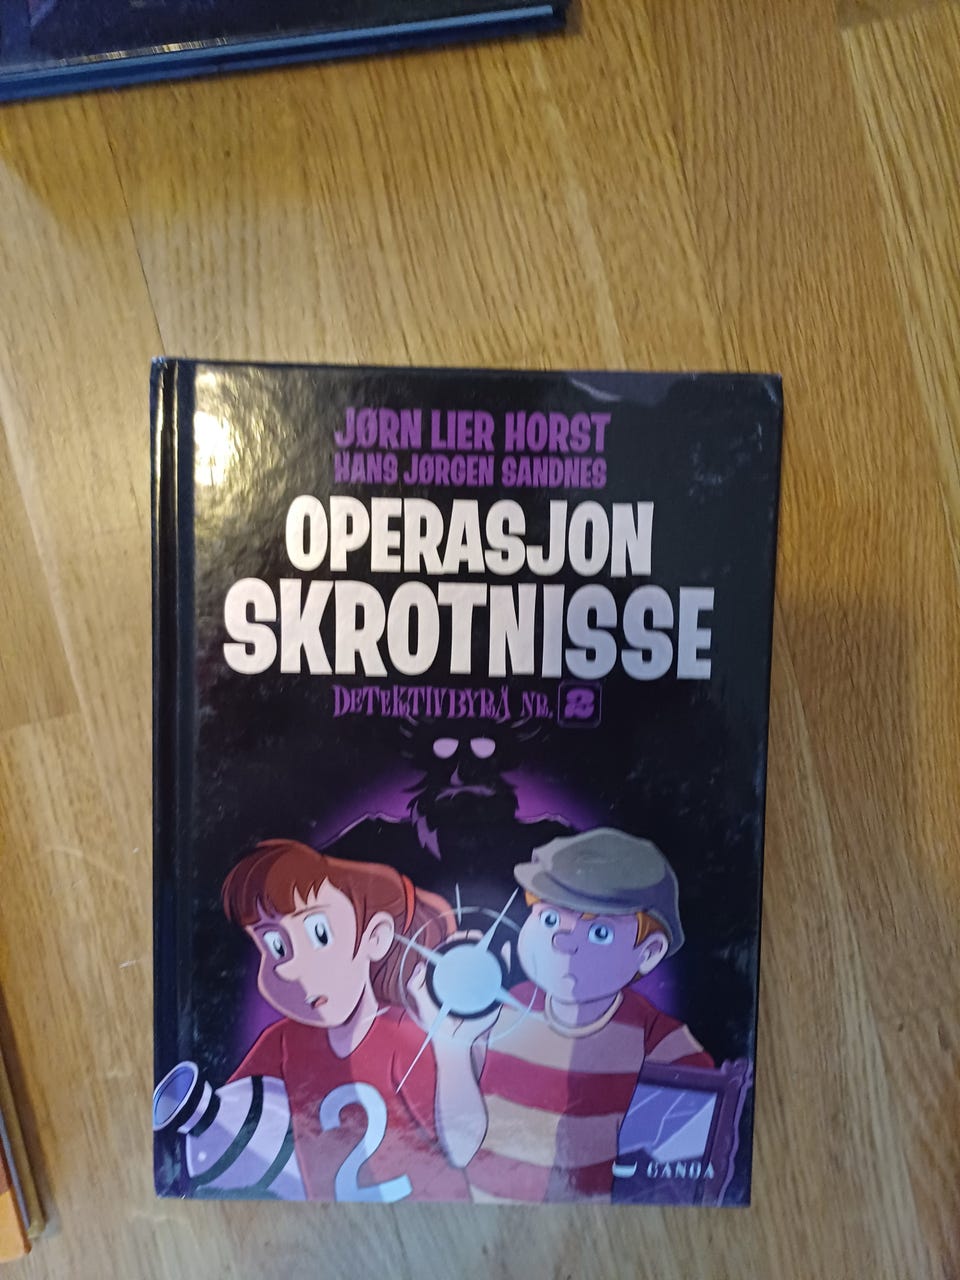 JØRN LIER HORST
HANS JØRGEN SANDNES
OPERASJON
SKROTNISSE
DETEKTIVBYRÅ NR. 2
2
CANDA